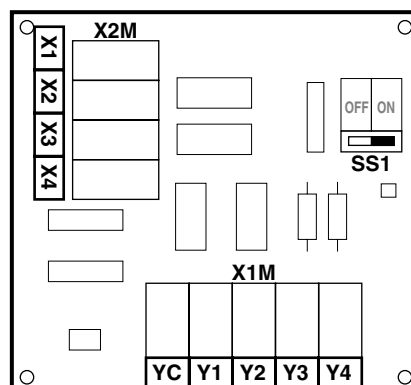 X2M
X1
X2
X3
X4
OFF ON
SS1
X1M
YC Y1 Y2 Y3 Y4